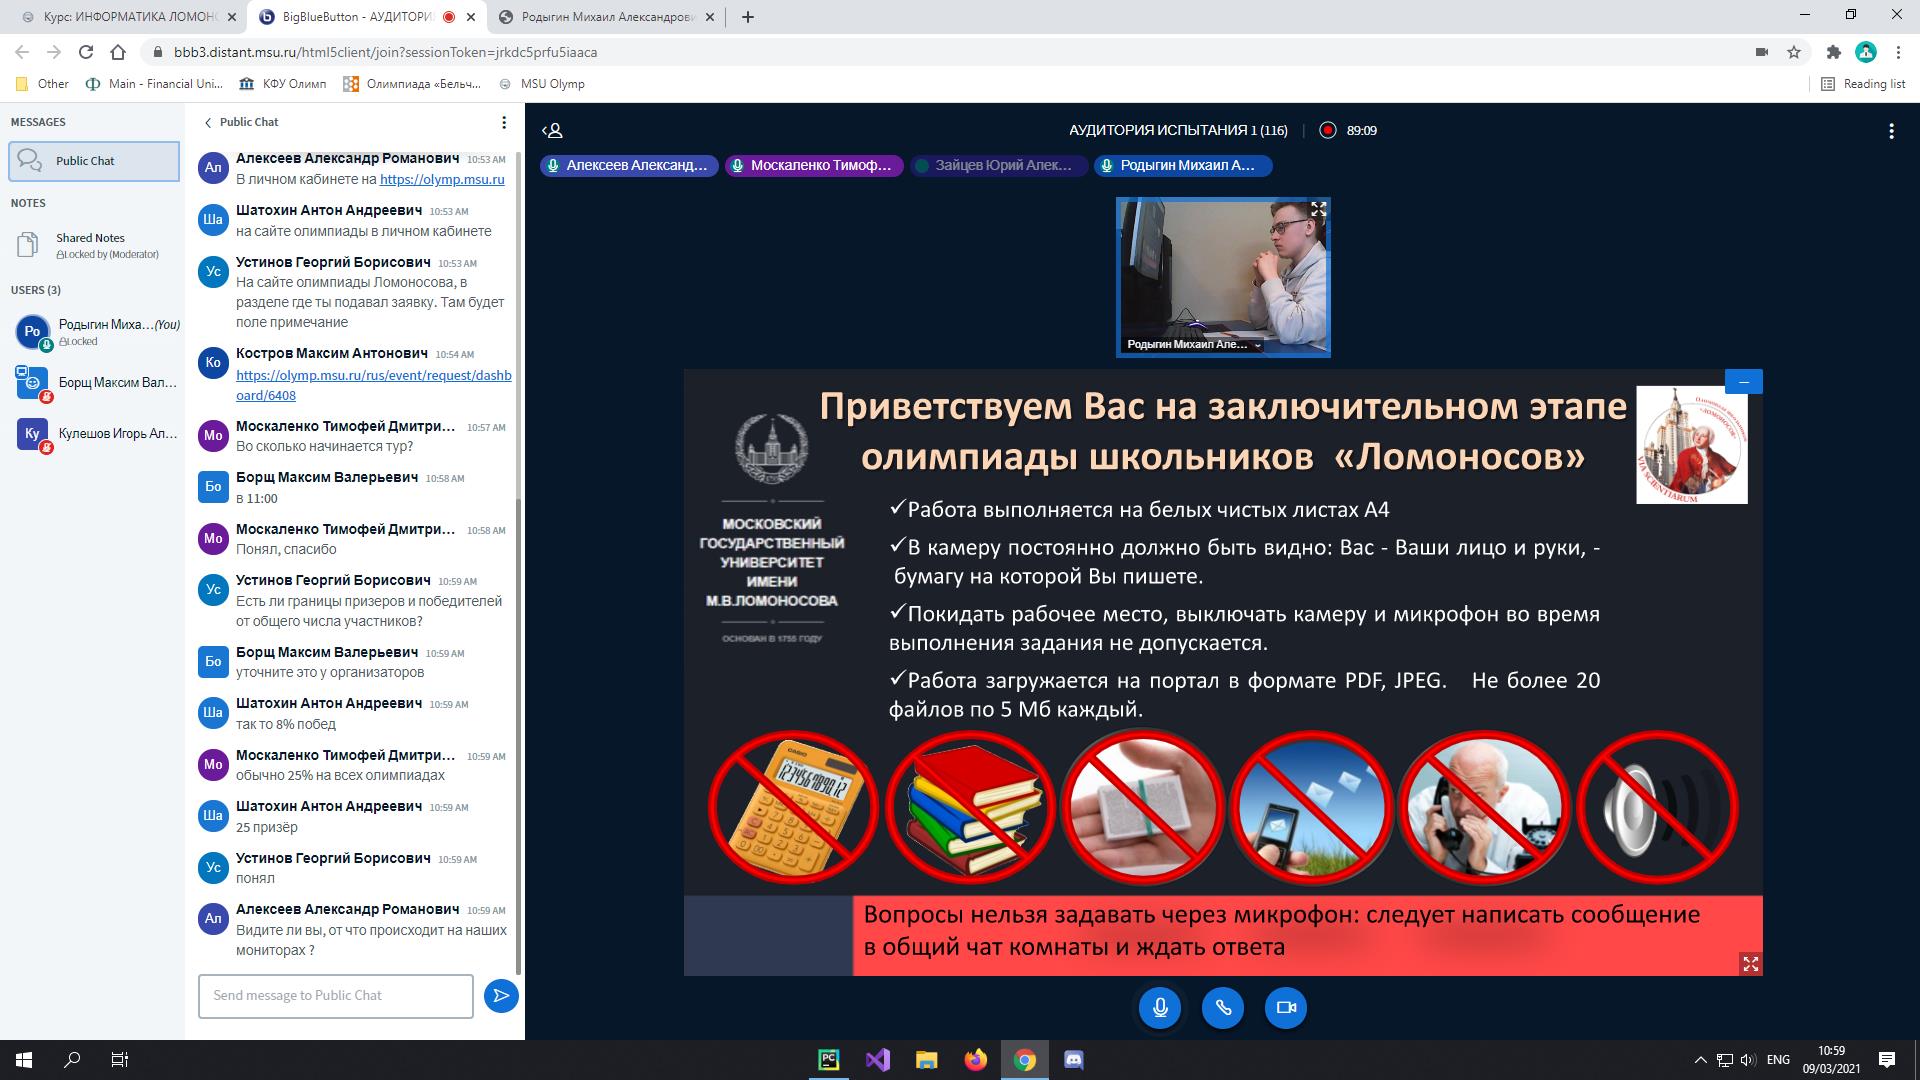 Курс: ИНФОРМАТИКА ЛОМОНО
BigBlueButton - АУДИТОРИ
Родыгин Михаил Александрови
bbb3.distant.msu.ru/html5client/join?sessionToken=jrkdc5prfu5iaaca
Other
Main - Financial Uni...
КФУ Олимп
Олимпиада «Бельч...
MSU Olymp
Reading list
MESSAGES
Public Chat
NOTES
Shared Notes
Locked by (Moderator)
USERS (3)
Ро
Родыгин Миха...(You)
Locked
Борщ Максим Вал...
Ку
Кулешов Игорь Ал...
Public Chat
Ал
Алексеев Александр Романович 10:53 AM
В личном кабинете на https://olymp.msu.ru
Ша
Шатохин Антон Андреевич 10:53 AM
на сайте олимпиады в личном кабинете
Ус
Устинов Георгий Борисович 10:53 AM
На сайте олимпиады Ломоносова, в
разделе где ты подавал заявку. Там будет
поле примечание
Ко
Костров Максим Антонович 10:54 AM
https://olymp.msu.ru/rus/event/request/dashb
oard/6408
Мо
Москаленко Тимофей Дмитри... 10:57 AM
Во сколько начинается тур?
Бо
Борщ Максим Валерьевич 10:58 AM
в 11:00
Мо
Москаленко Тимофей Дмитри... 10:58 AM
Понял, спасибо
Ус
Устинов Георгий Борисович 10:59 AM
Есть ли границы призеров и победителей
от общего числа участников?
Бо
Борщ Максим Валерьевич 10:59 AM
уточните это у организаторов
Ша
Шатохин Антон Андреевич 10:59 AM
так то 8% побед
Мо
Москаленко Тимофей Дмитри... 10:59 AM
обычно 25% на всех олимпиадах
Ша
Шатохин Антон Андреевич 10:59 AM
25 призёр
Ус
Устинов Георгий Борисович 10:59 AM
понял
Ал
Алексеев Александр Романович 10:59 AM
Видите ли вы, от что происходит на наших
мониторах ?
Send message to Public Chat
АУДИТОРИЯ ИСПЫТАНИЯ 1 (116)
89:09
Алексеев Александ...
Москаленко Тимоф...
Зайцев Юрий Алек...
Родыгин Михаил А...
Родыгин Михаил Але...
Приветствуем Вас на заключительном этапе
олимпиады школьников «Ломоносов»
МОСКОВСКИЙ
ГОСУДАРСТВЕННЫЙ
УНИВЕРСИТЕТ
ИМЕНИ
М.В.ЛОМОНОСОВА
ОСНОВАН В 1755 ГОДУ
Работа выполняется на белых чистых листах А4
В камеру постоянно должно быть видно: Вас - Ваши лицо и руки, -
бумагу на которой Вы пишете.
Покидать рабочее место, выключать камеру и микрофон во время
выполнения задания не допускается.
Работа загружается на портал в формате PDF, JPEG. Не более 20
файлов по 5 Мб каждый.
VIA SCIENTIARUM
CASIO
Вопросы нельзя задавать через микрофон: следует написать сообщение
в общий чат комнаты и ждать ответа
PC
ENG
10:59
09/03/2021